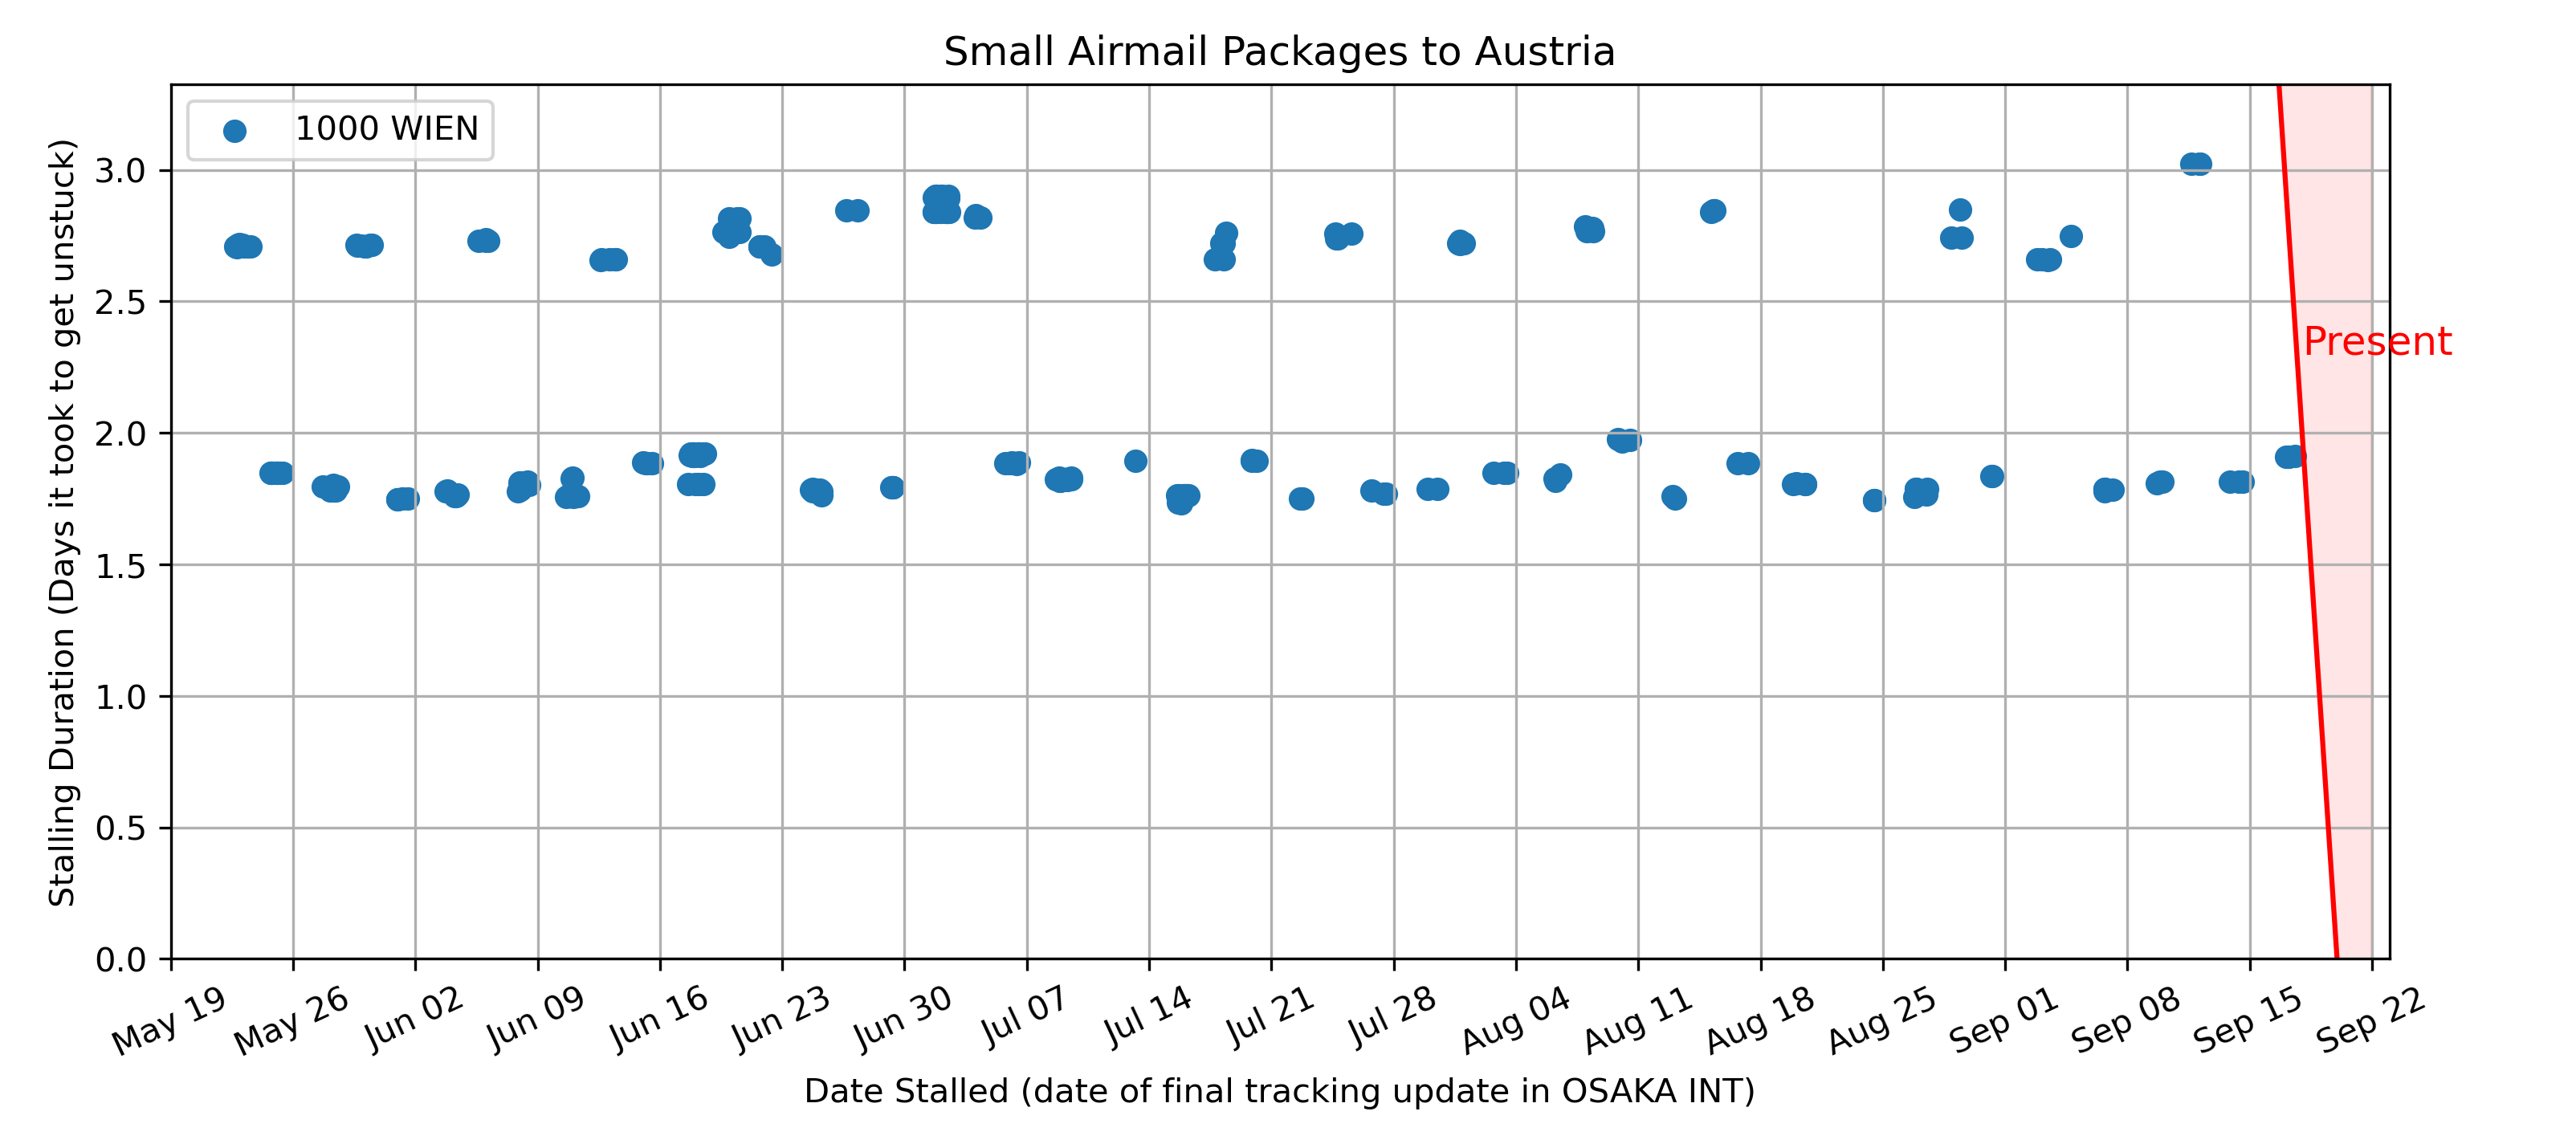 Small Airmail Packages to Austria
1000 WIEN
Stalling Duration (Days it took to get unstuck)
3.0
2.5
2.0
1.5
1.0
0.5
0.0
Present
May 19
May 26
Jun 02
Jun 09
Jun 16
Jun 23
Jun 30
Jul 07
Jul 14
Jul 21
Jul 28
Aug 04
Aug 11
Aug 18
Aug 25
Sep 01
Sep 08
Sep 15
Sep 22
Date Stalled (date of final tracking update in OSAKA INT)